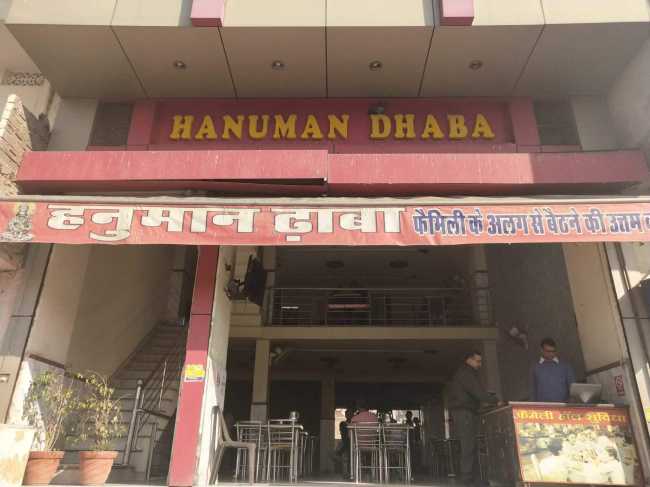 HANUMAN DHABA
हनुमान ढ़ाबा फैमिली के अलग से बैठने की उत्तम
फैमेली हॉल सुविधा